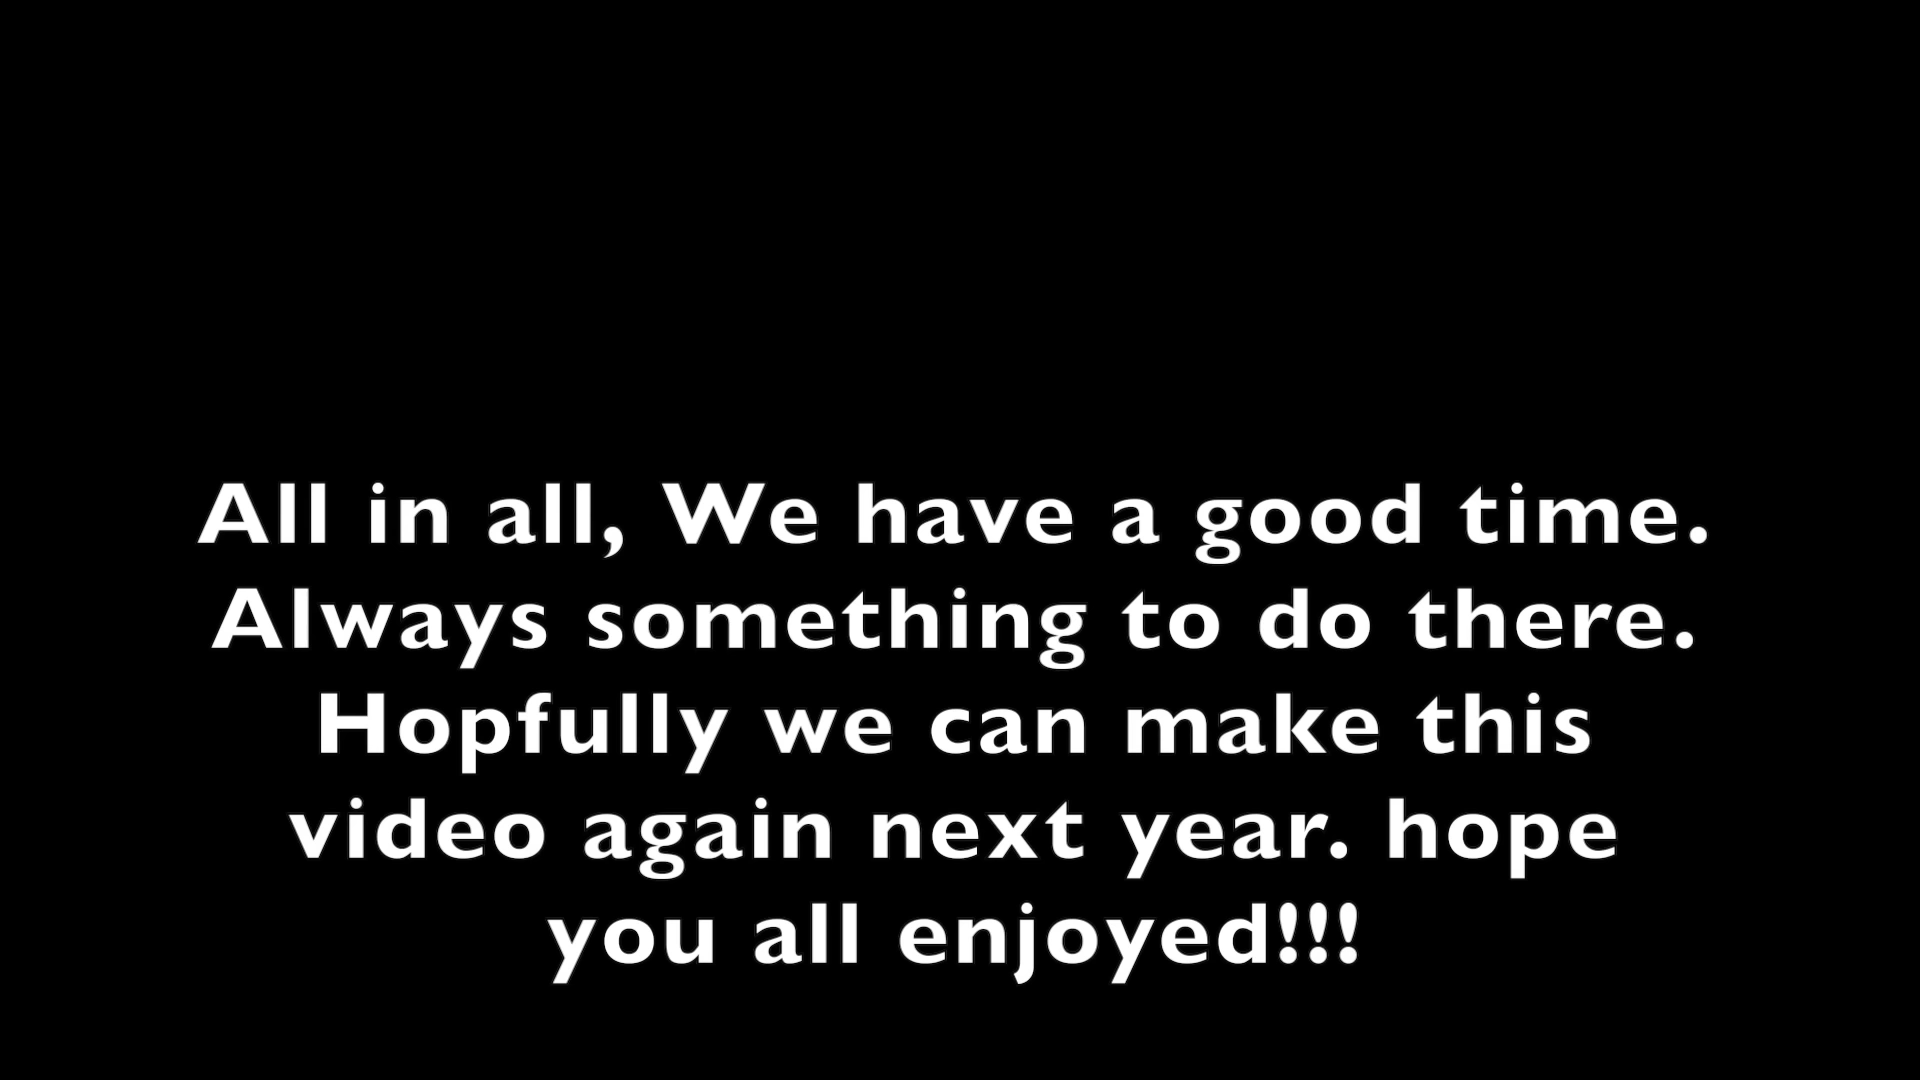 All in all, We have a good time.
Always something to do there.
Hopfully we can make this
video again next year. hope
you all enjoyed!!!